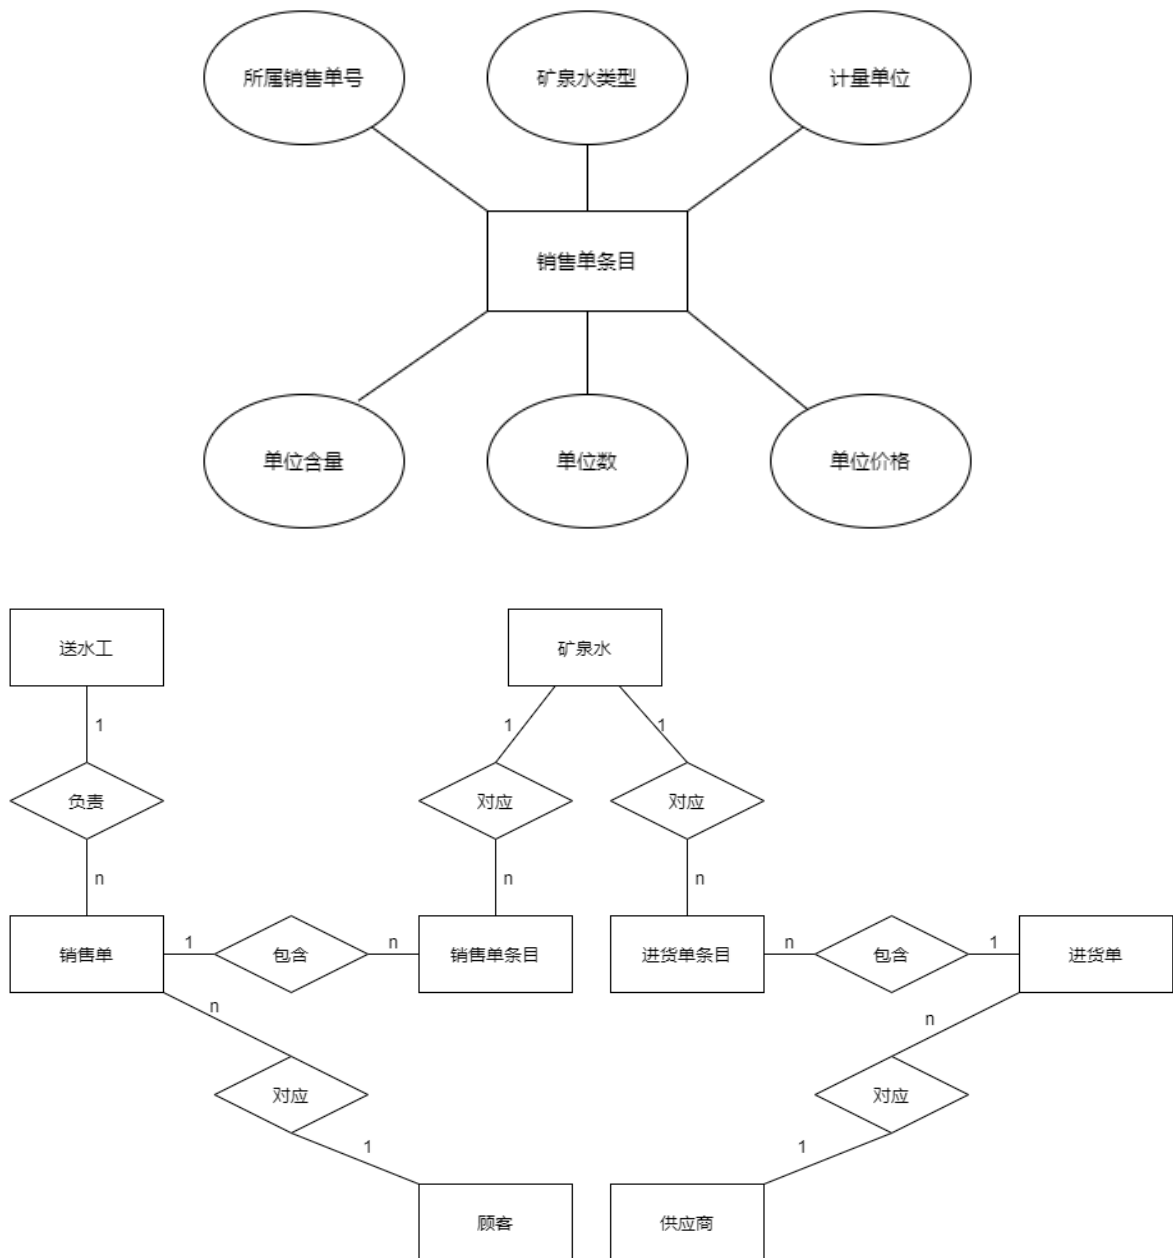 所属销售单号
矿泉水类型
计量单位
销售单条目
单位含量
单位数
单位价格
送水工
矿泉水
1
1
1
负责
对应
对应
n
n
n
销售单
1
包含
n
销售单条目
进货单条目
n
包含
1
进货单
n
n
对应
对应
1
1
顾客
供应商